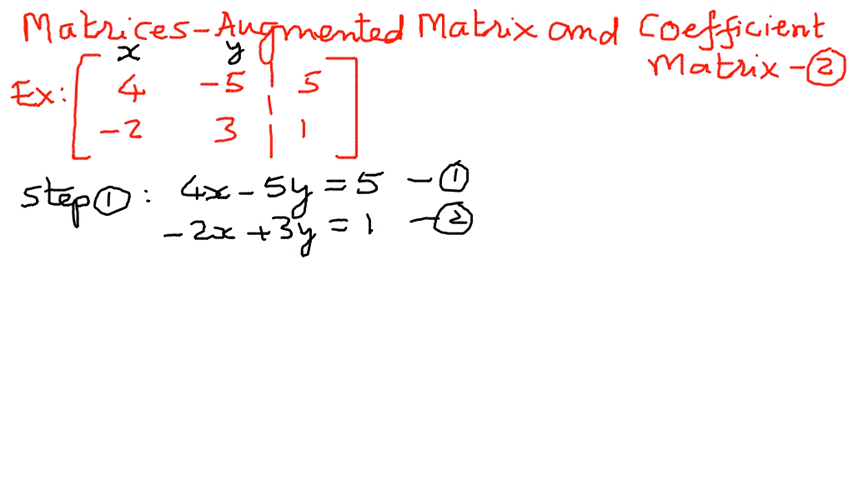 Matrices-Augmented Matrix and Coefficient
Matrix-②
x y
Ex: [ 4 -5 | 5
-2 3 | 1 ]
Step①: 4x-5y=5 -①
-2x+3y=1 -②